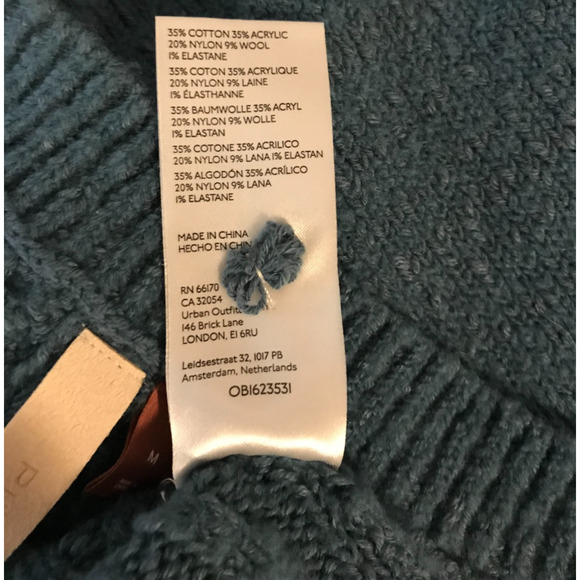 35% COTTON 35% ACRYLIC
20% NYLON 9% WOOL
1% ELASTANE
35% COTON 35% ACRYLIQUE
20% NYLON 9% LAINE
1% ÉLASTHANNE
35% BAUMWOLLE 35% ACRYL
20% NYLON 9% WOLLE
1% ELASTAN
35% COTONE 35% ACRILICO
20% NYLON 9% LANA 1% ELASTAN
35% ALGODÓN 35% ACRÍLICO
20% NYLON 9% LANA
1% ELASTANE
MADE IN CHINA
HECHO EN CHIN
RN 66170
CA 32054
Urban Outfit
146 Brick Lane
LONDON, E1 6RU
Leidsestraat 32, 1017 PB
Amsterdam, Netherlands
OB1623531
M